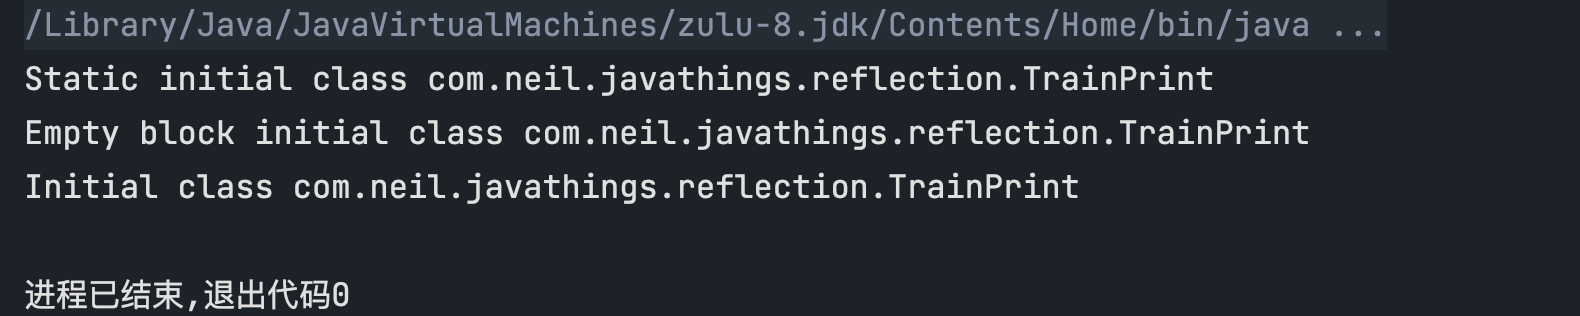 /Library/Java/JavaVirtualMachines/zulu-8.jdk/Contents/Home/bin/java ...
Static initial class com.neil.javathings.reflection.TrainPrint
Empty block initial class com.neil.javathings.reflection.TrainPrint
Initial class com.neil.javathings.reflection.TrainPrint
进程已结束,退出代码0